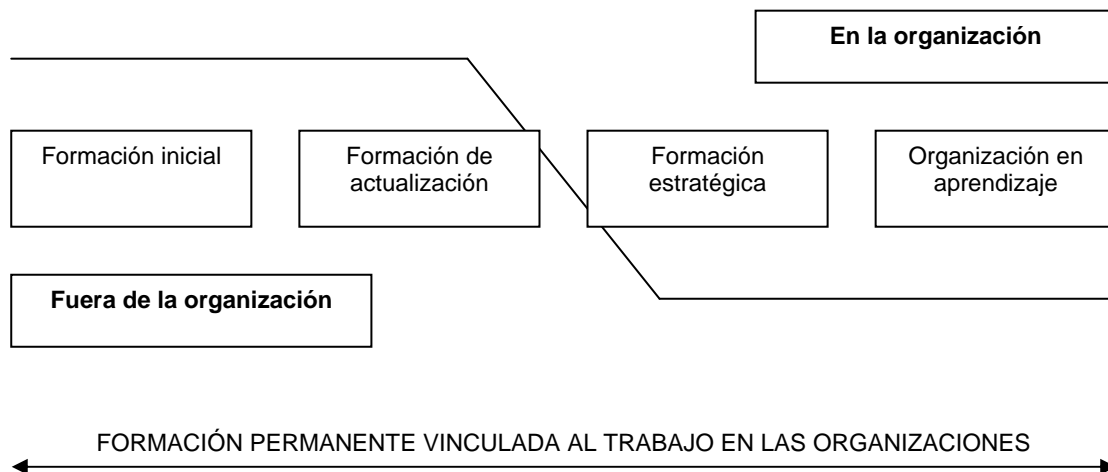 En la organización
Formación inicial
Formación de
actualización
Formación
estratégica
Organización en
aprendizaje
Fuera de la organización
FORMACIÓN PERMANENTE VINCULADA AL TRABAJO EN LAS ORGANIZACIONES